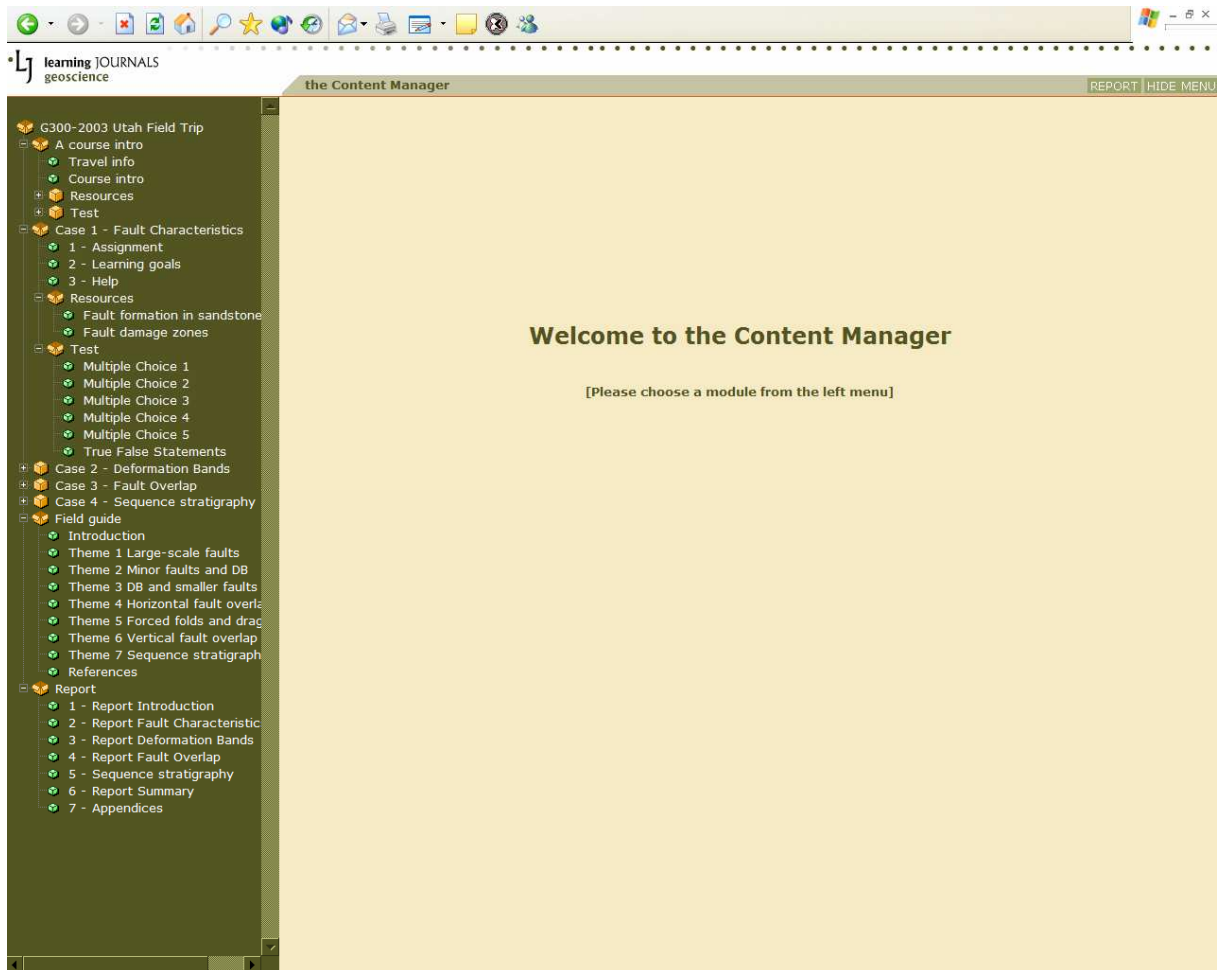 learning JOURNALS
geoscience
the Content Manager
REPORT HIDE MENU
G300-2003 Utah Field Trip
A course intro
Travel info
Course intro
Resources
Test
Case 1 - Fault Characteristics
1 - Assignment
2 - Learning goals
3 - Help
Resources
Fault formation in sandstone
Fault damage zones
Test
Multiple Choice 1
Multiple Choice 2
Multiple Choice 3
Multiple Choice 4
Multiple Choice 5
True False Statements
Case 2 - Deformation Bands
Case 3 - Fault Overlap
Case 4 - Sequence stratigraphy
Field guide
Introduction
Theme 1 Large-scale faults
Theme 2 Minor faults and DB
Theme 3 DB and smaller faults
Theme 4 Horizontal fault overla
Theme 5 Forced folds and drag
Theme 6 Vertical fault overlap
Theme 7 Sequence stratigraph
References
Report
1 - Report Introduction
2 - Report Fault Characteristic
3 - Report Deformation Bands
4 - Report Fault Overlap
5 - Sequence stratigraphy
6 - Report Summary
7 - Appendices
Welcome to the Content Manager
[Please choose a module from the left menu]